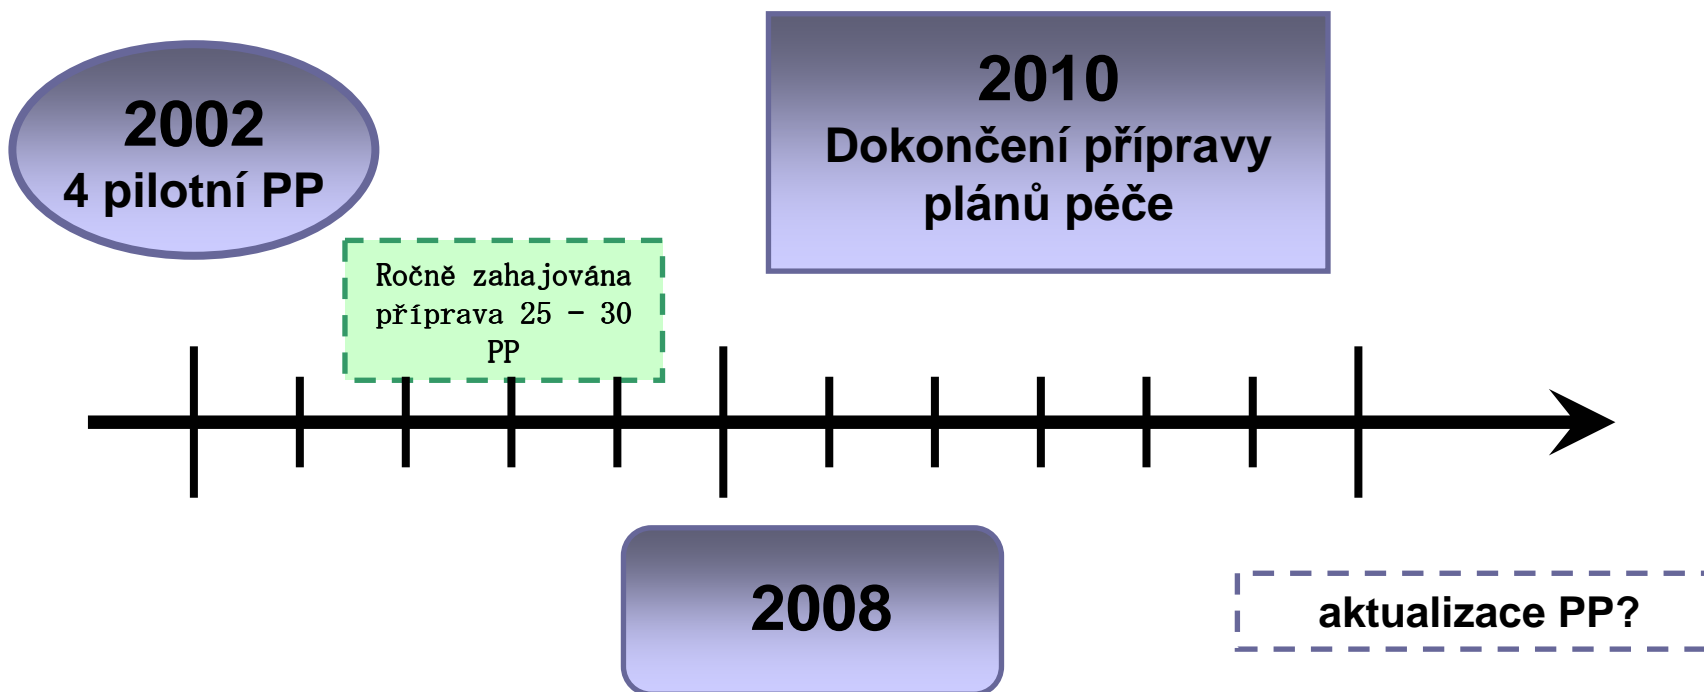 2002
4 pilotní PP
2010
Dokončení přípravy
plánů péče
Ročně zahajována
příprava 25 – 30
PP
2008
aktualizace PP?